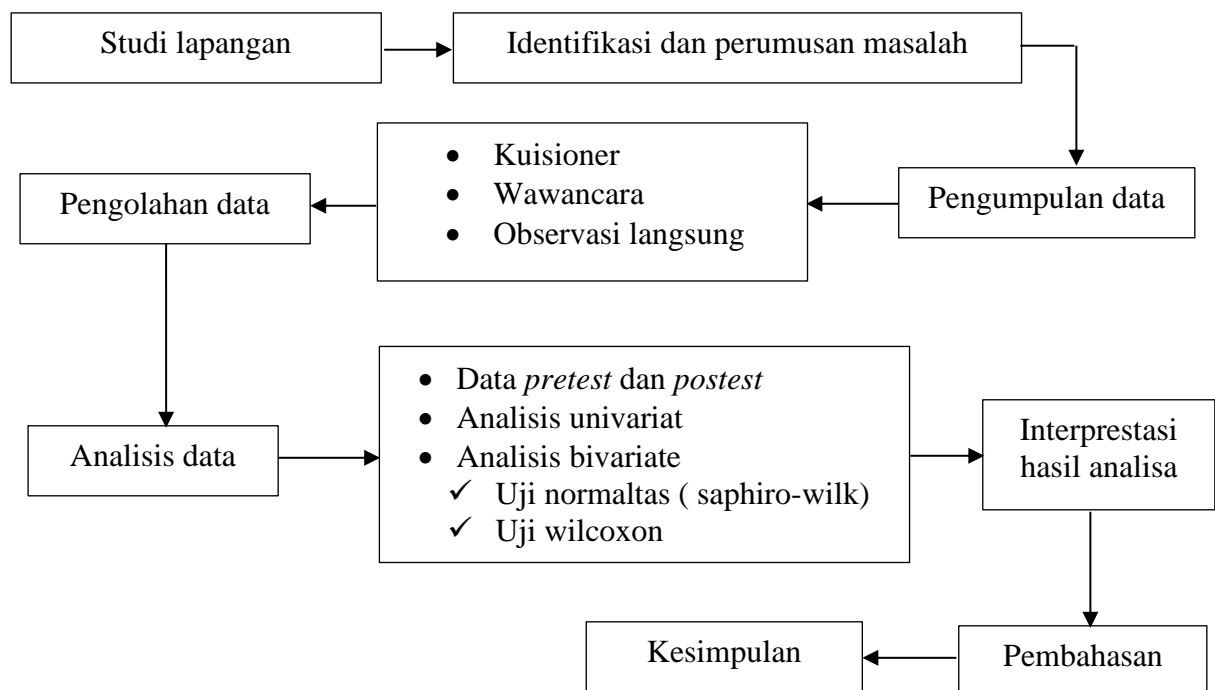 Studi lapangan
Identifikasi dan perumusan masalah
• Kuisioner
• Wawancara
• Observasi langsung
Pengolahan data
Pengumpulan data
• Data pretest dan postest
• Analisis univariat
• Analisis bivariate
✓ Uji normaltas ( saphiro-wilk)
✓ Uji wilcoxon
Analisis data
Interprestasi
hasil analisa
Kesimpulan
Pembahasan